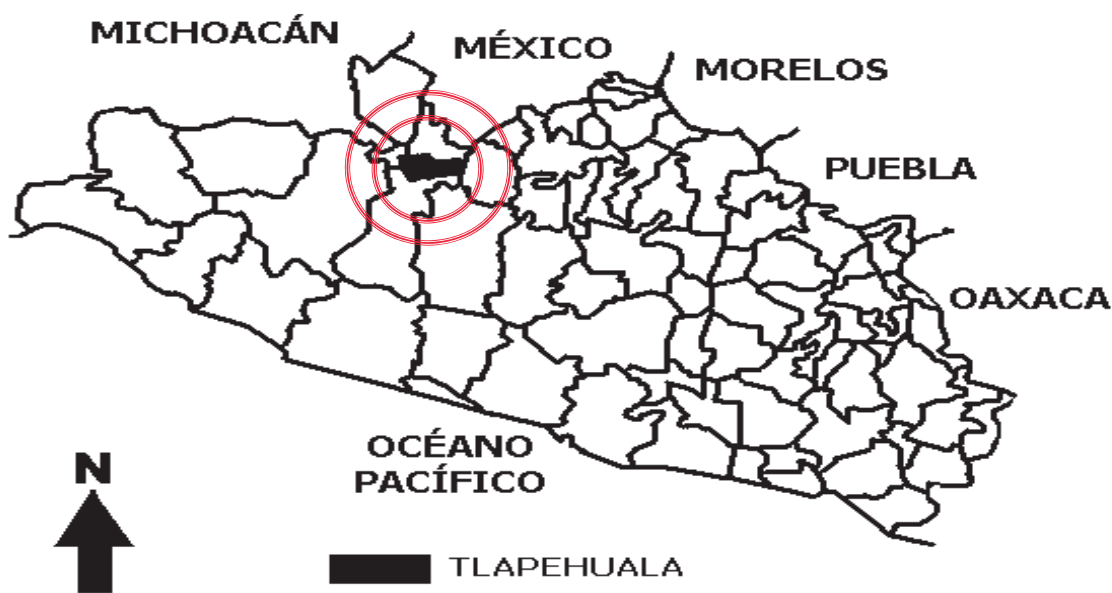 MICHOACÁN
MÉXICO
MORELOS
PUEBLA
OAXACA
OCÉANO
PACÍFICO
N
TLAPEHUALA